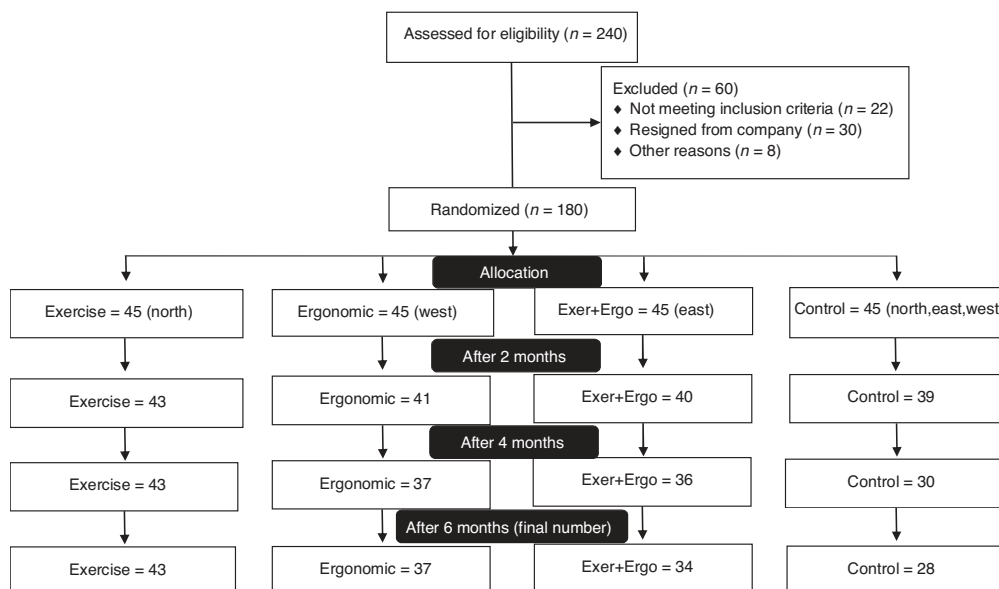 Assessed for eligibility (n = 240)
Excluded (n = 60)
♦ Not meeting inclusion criteria (n = 22)
♦ Resigned from company (n = 30)
♦ Other reasons (n = 8)
Randomized (n = 180)
Allocation
Exercise = 45 (north)
Ergonomic = 45 (west)
Exer+Ergo = 45 (east)
Control = 45 (north,east,west)
After 2 months
Exercise = 43
Ergonomic = 41
Exer+Ergo = 40
Control = 39
After 4 months
Exercise = 43
Ergonomic = 37
Exer+Ergo = 36
Control = 30
After 6 months (final number)
Exercise = 43
Ergonomic = 37
Exer+Ergo = 34
Control = 28